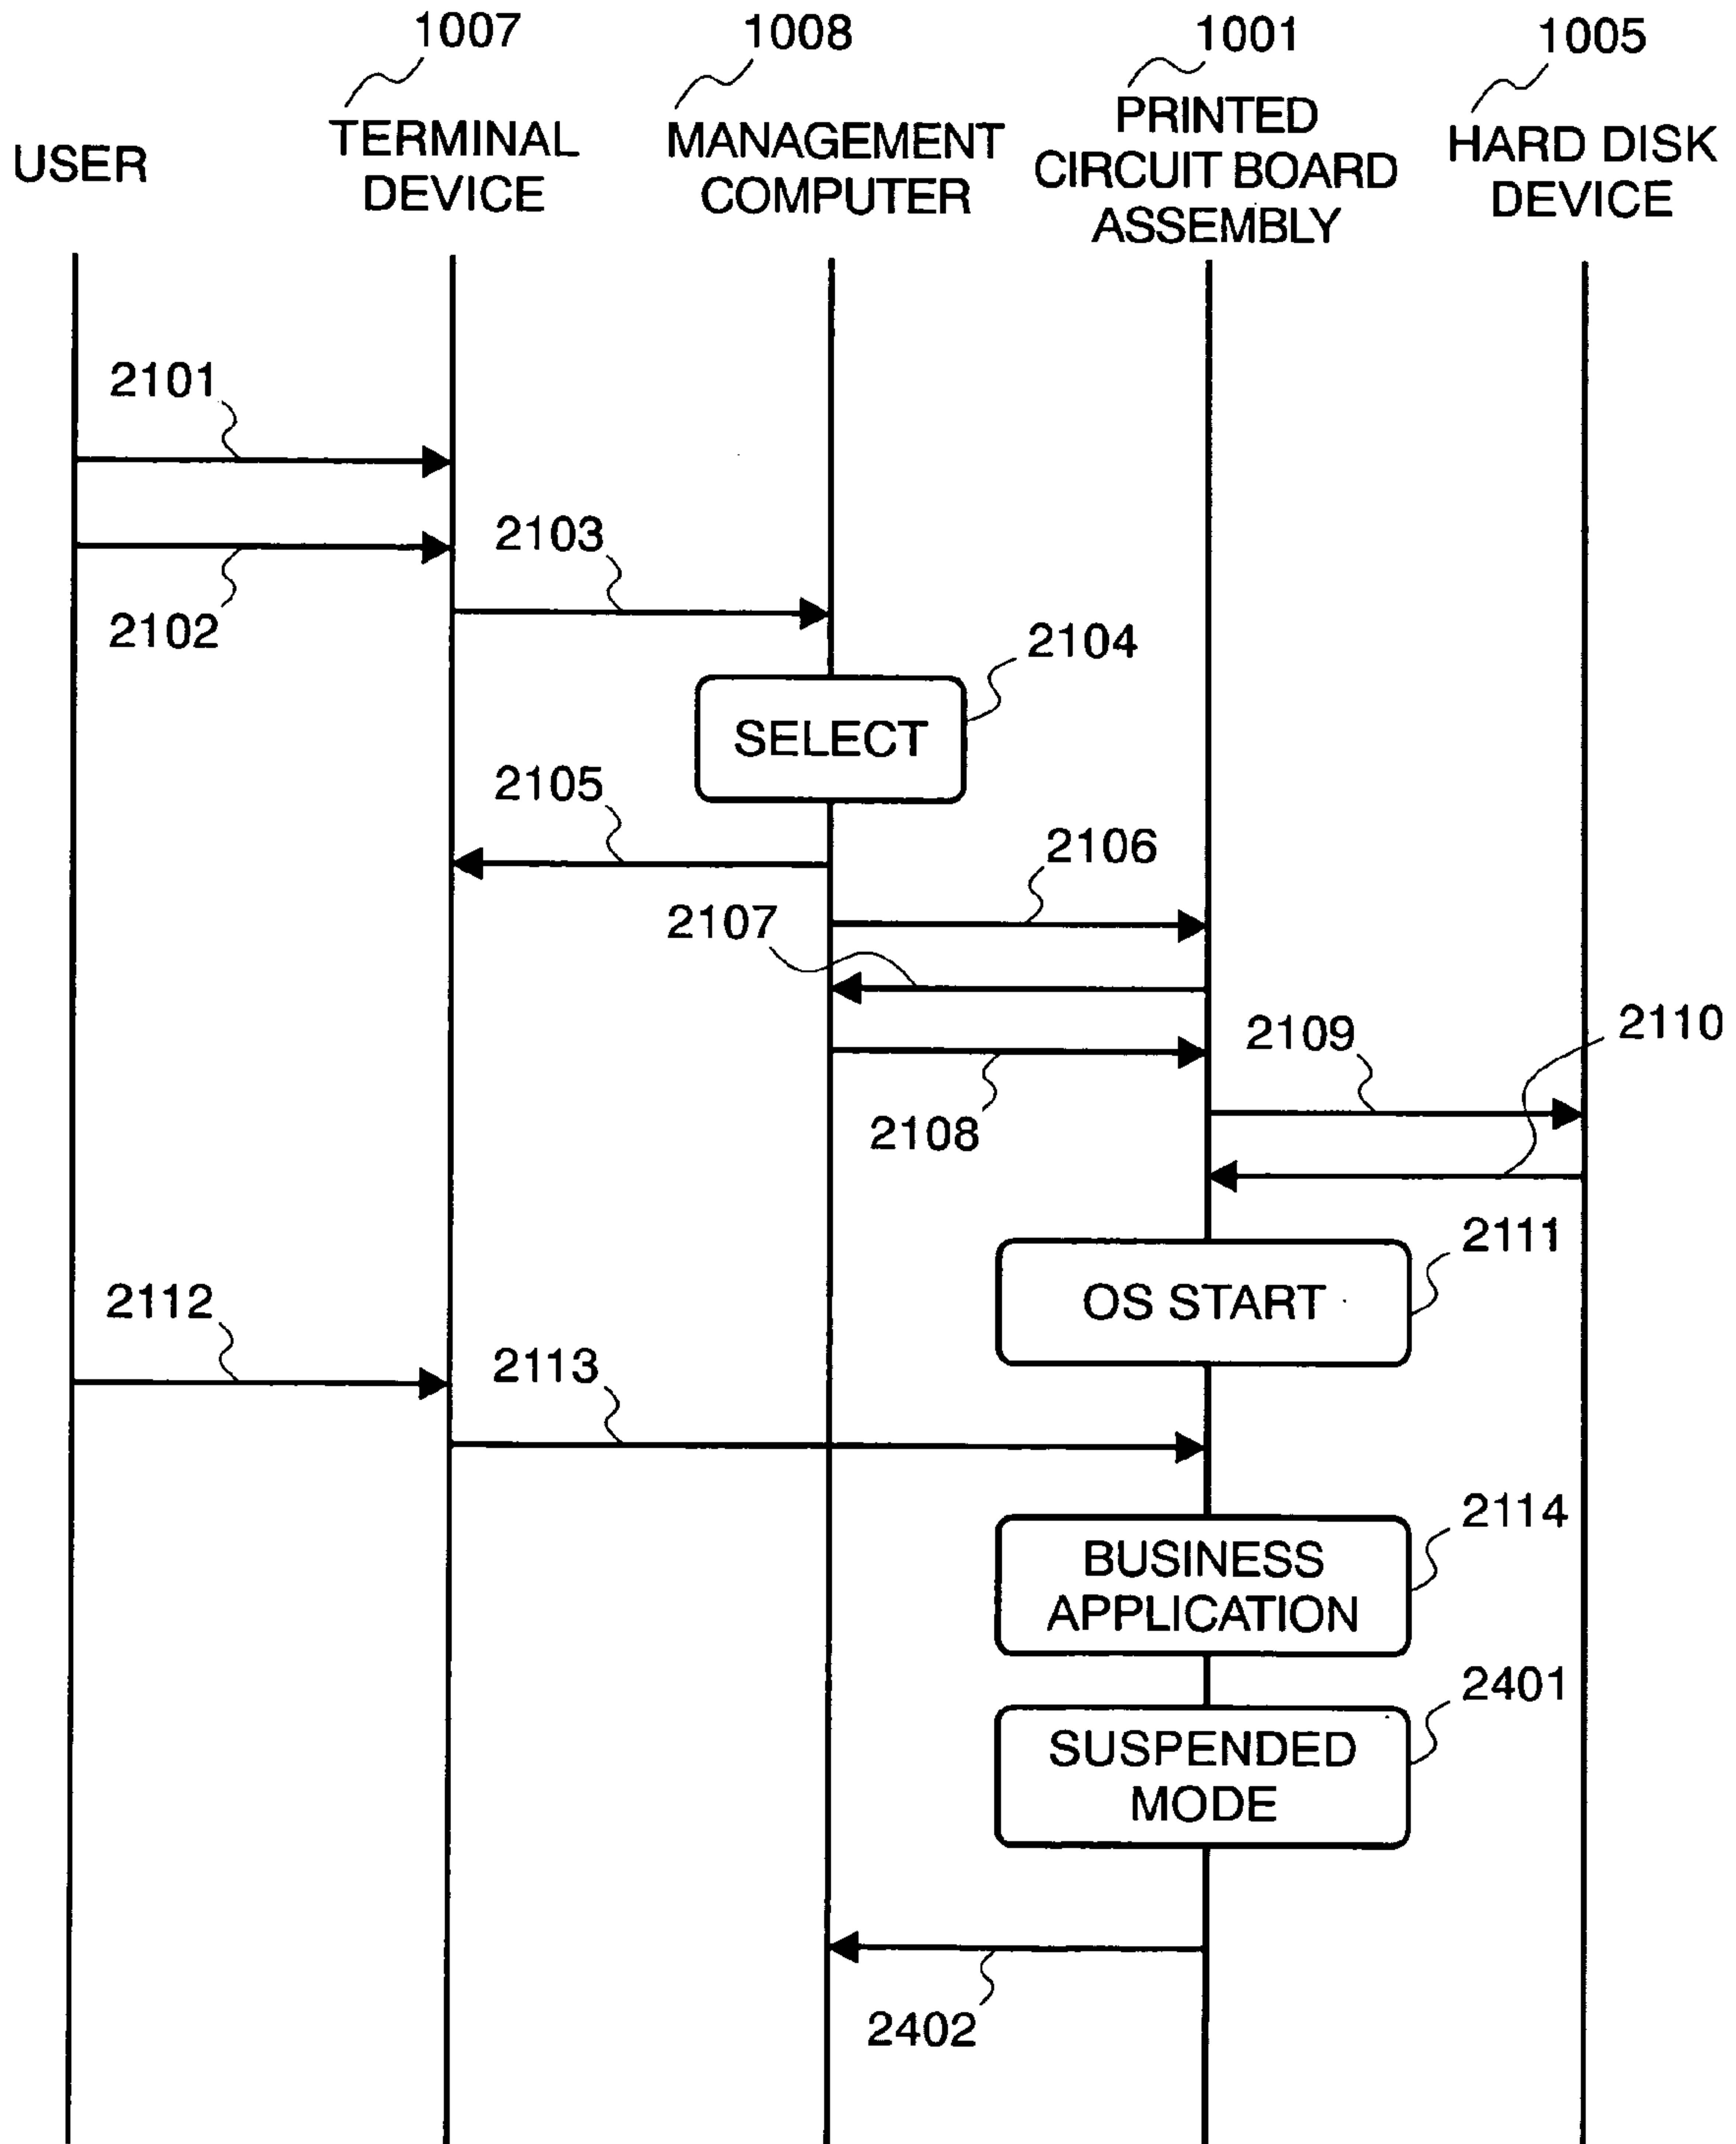 1007
1008
1001
1005
USER
TERMINAL
DEVICE
MANAGEMENT
COMPUTER
PRINTED
CIRCUIT BOARD
ASSEMBLY
HARD DISK
DEVICE
2101
2102
2103
2104
SELECT
2105
2106
2107
2108
2109
2110
2111
OS START
2112
2113
2114
BUSINESS
APPLICATION
2401
SUSPENDED
MODE
2402